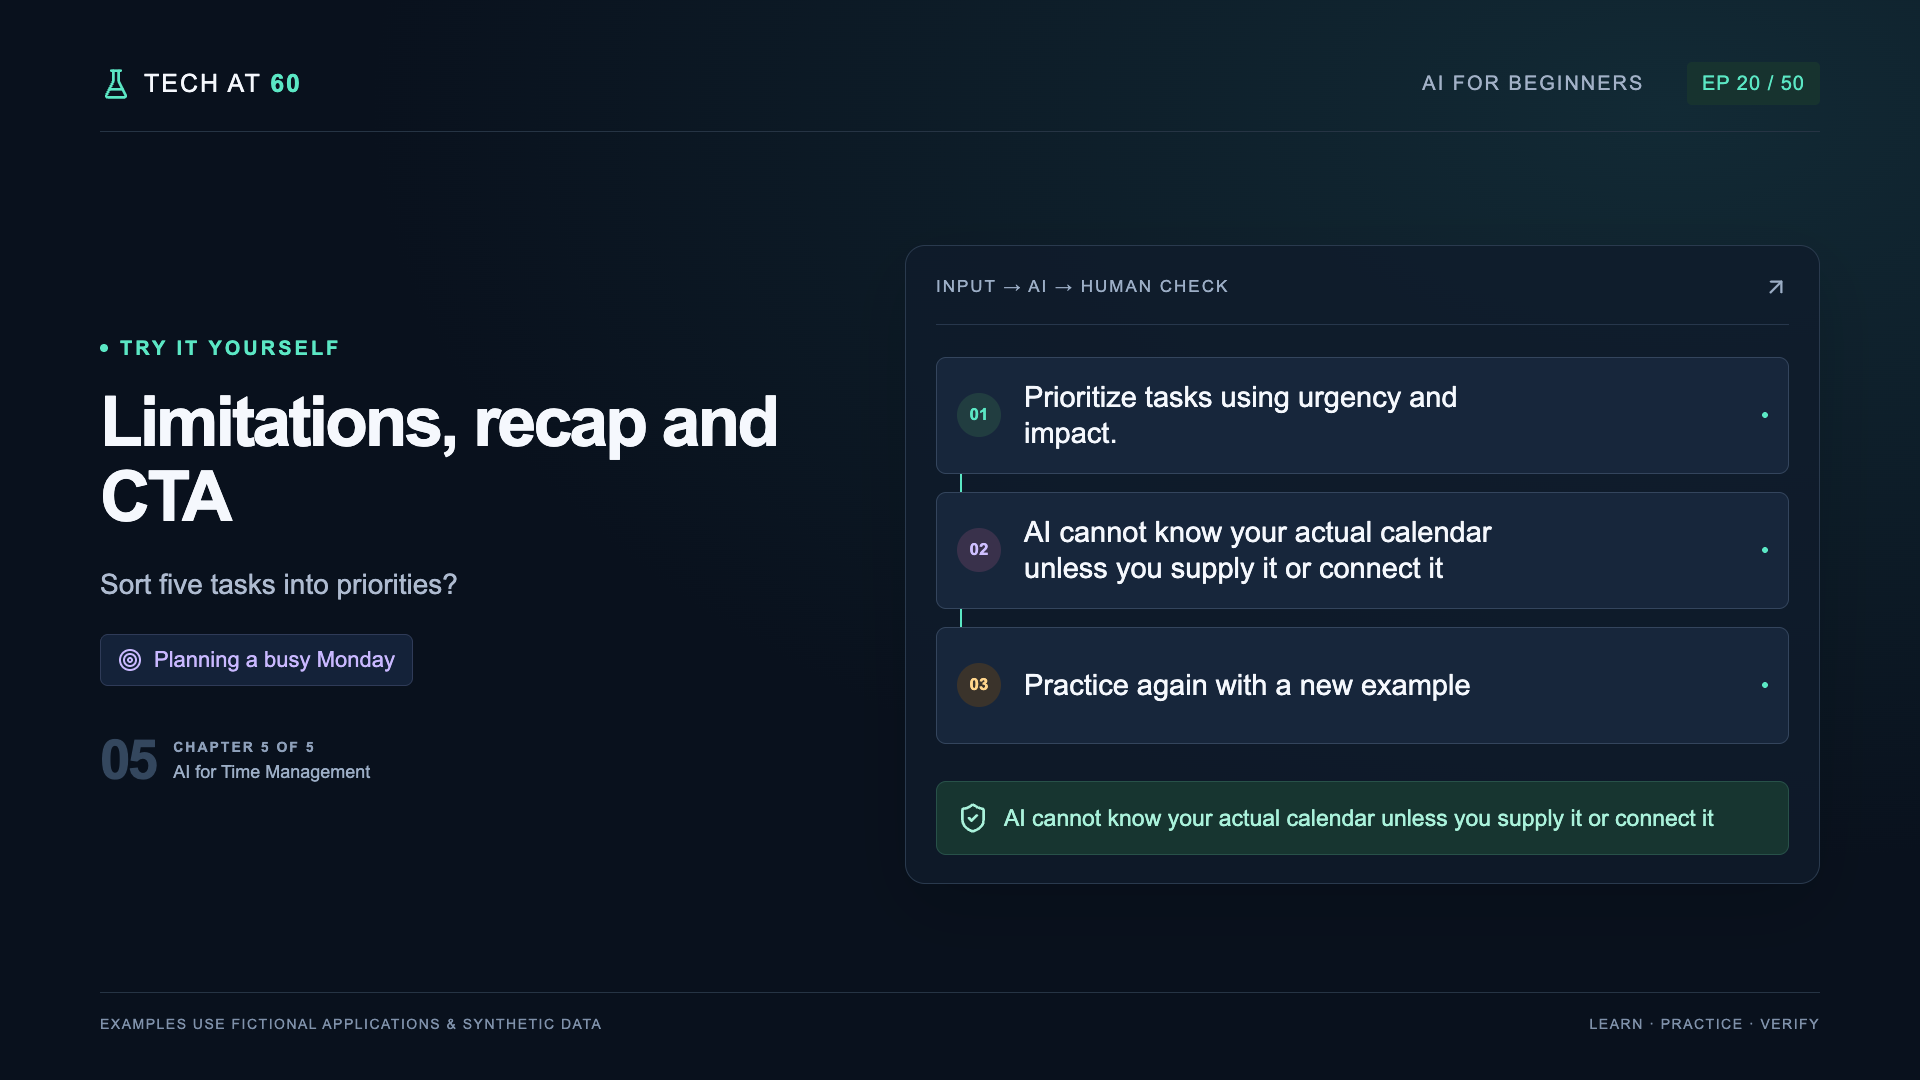 TECH AT 60
AI FOR BEGINNERS
EP 20 / 50
TRY IT YOURSELF
Limitations, recap and
CTA
Sort five tasks into priorities?
Planning a busy Monday
05
CHAPTER 5 OF 5
AI for Time Management
INPUT → AI → HUMAN CHECK
01
Prioritize tasks using urgency and
impact.
02
AI cannot know your actual calendar
unless you supply it or connect it
03
Practice again with a new example
AI cannot know your actual calendar unless you supply it or connect it
EXAMPLES USE FICTIONAL APPLICATIONS & SYNTHETIC DATA
LEARN · PRACTICE · VERIFY